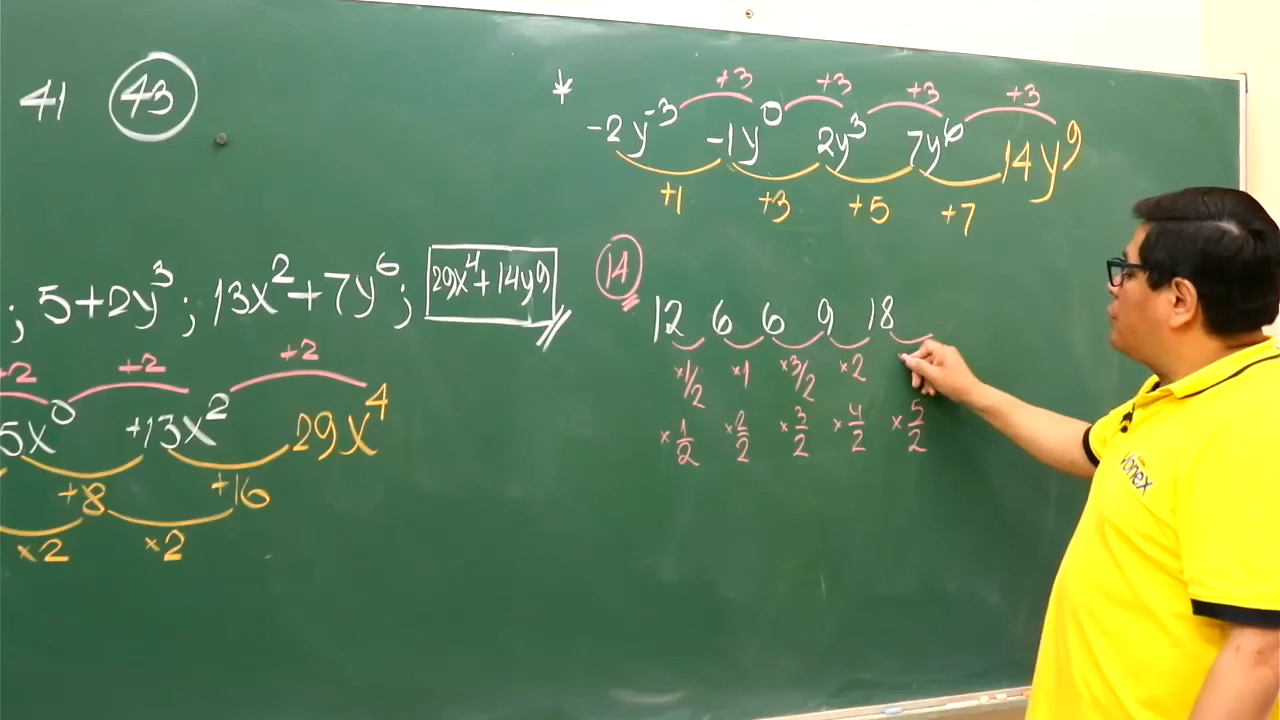 41 43
* +3 +3 +3 +3
-2y⁻³ -1y⁰ 2y³ 7y⁶ 14y⁹
+1 +3 +5 +7
; 5+2y³; 13x²+7y⁶; 29x⁴+14y⁹
+2 +2 +2
5x⁰ +13x² 29x⁴
+8 +16
×2 ×2
14
12 6 6 9 18
×1/2 ×1 ×3/2 ×2
×1/2 ×2/2 ×3/2 ×4/2 ×5/2
vonex